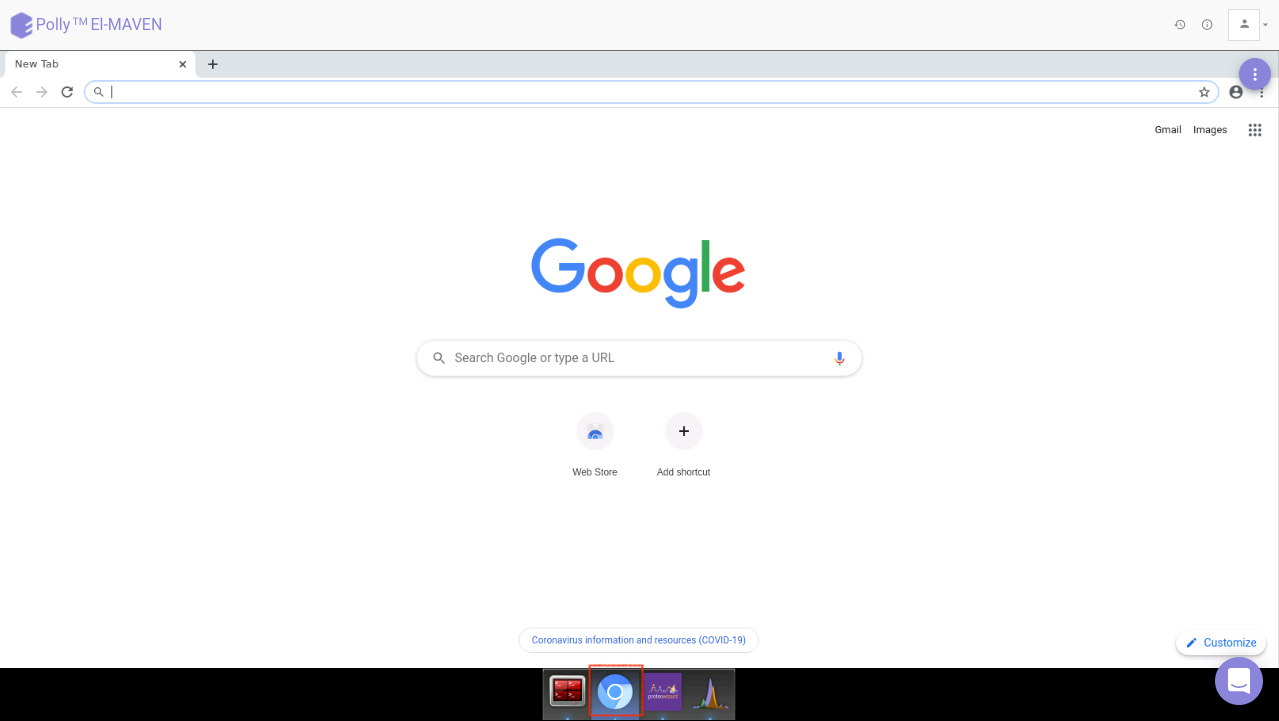 Polly™ El-MAVEN
New Tab
Gmail Images
Google
Search Google or type a URL
Web Store Add shortcut
Coronavirus information and resources (COVID-19)
Customize
proteowizard